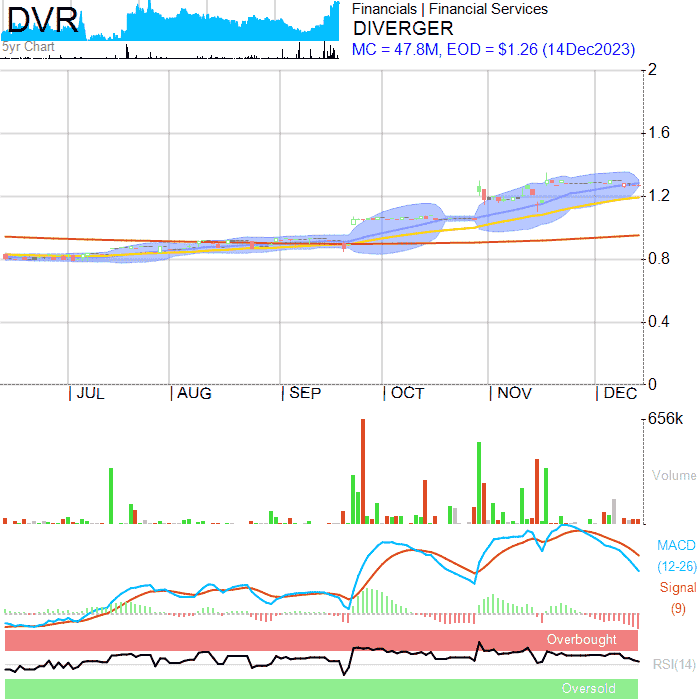 DVR
5yr Chart
Financials | Financial Services
DIVERGER
MC = 47.8M, EOD = $1.26 (14Dec2023)
2
1.6
1.2
0.8
0.4
0
JUL AUG SEP OCT NOV DEC
656k
Volume
MACD
(12-26)
Signal
(9)
Overbought
RSI(14)
Oversold